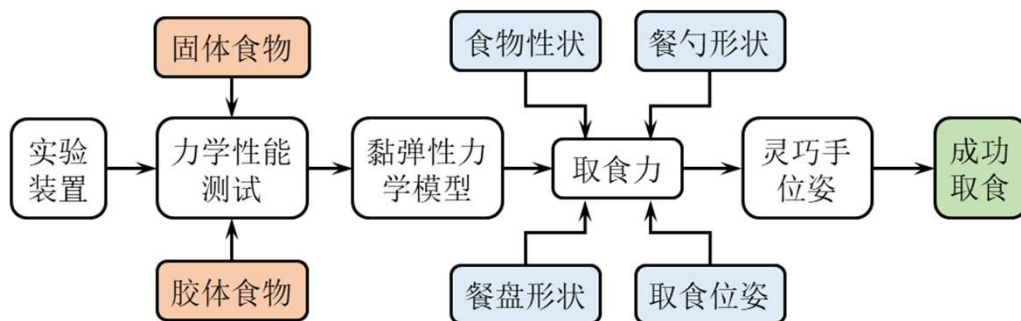 固体食物
食物性状
餐勺形状
实验
装置
力学性能
测试
黏弹性力
学模型
取食力
灵巧手
位姿
成功
取食
胶体食物
餐盘形状
取食位姿